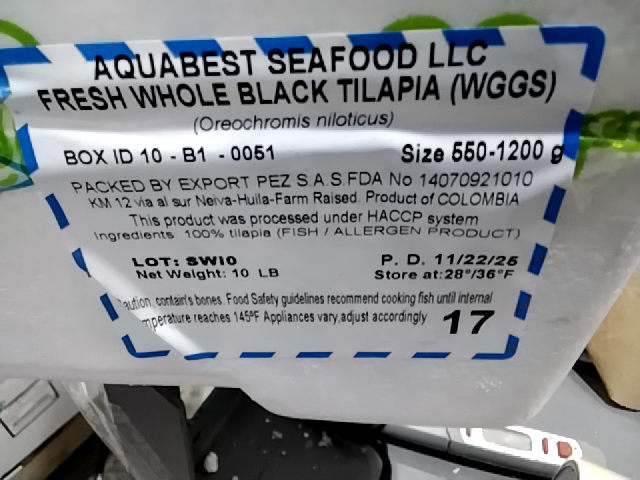 AQUABEST SEAFOOD LLC
FRESH WHOLE BLACK TILAPIA (WGGS)
(Oreochromis niloticus)
BOX ID 10 - B1 - 0051 Size 550-1200 g
PACKED BY EXPORT PEZ S.A.S.FDA No 14070921010
KM 12 via al sur Neiva-Huila-Farm Raised. Product of COLOMBIA
This product was processed under HACCP system
Ingredients: 100% tilapia (FISH / ALLERGEN PRODUCT)
LOT: SW10 P. D. 11/22/25
Net Weight: 10 LB Store at:28°/36°F
Caution, contain's bones. Food Safety guidelines recommend cooking fish until internal
temperature reaches 145ºF Appliances vary,adjust accordingly
17